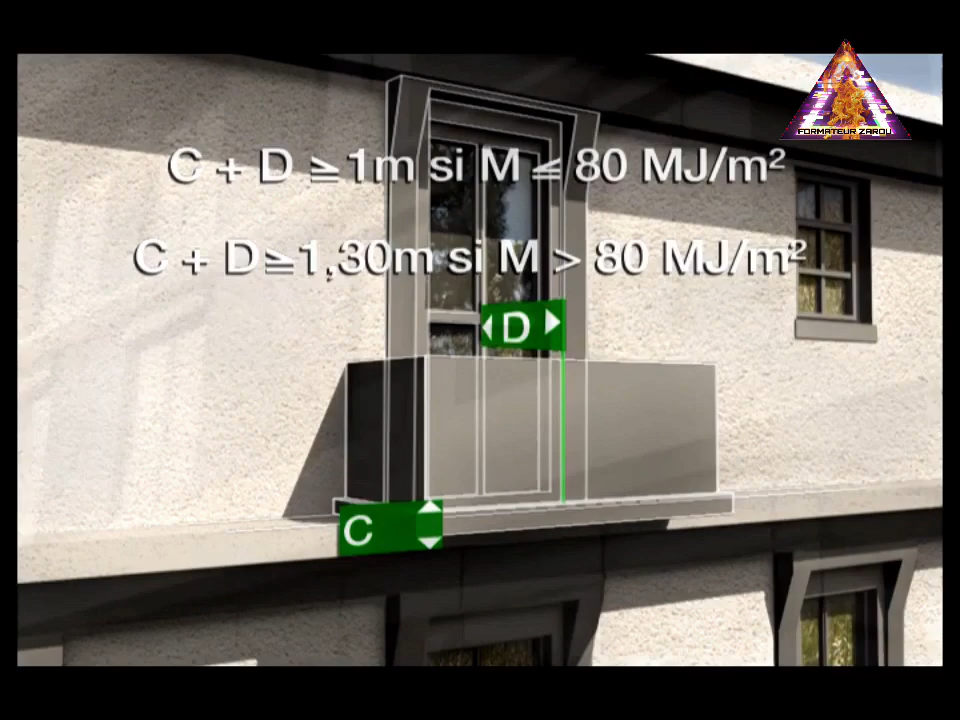 FORMATEUR ZAROU
C + D ≥ 1m si M ≤ 80 MJ/m²
C + D ≥ 1,30m si M > 80 MJ/m²
D
C